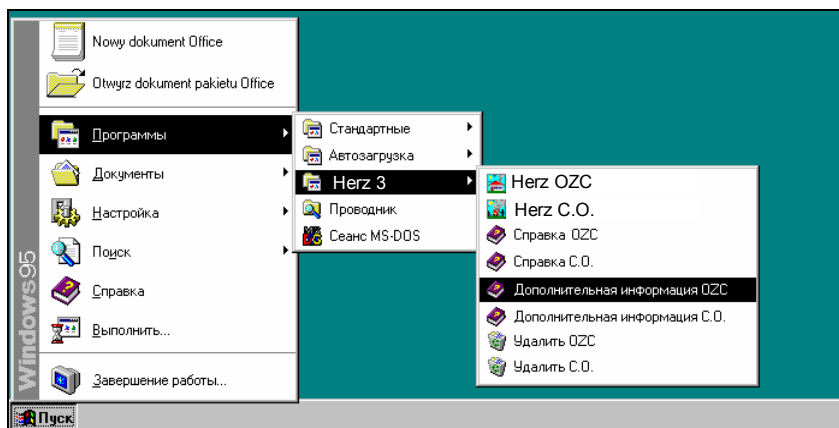 Nowy dokument Office
Otwyrz dokument pakietu Office
Программы
Документы
Настройка
Поиск
Справка
Выполнить...
Завершение работы...
Windows95
Пуск
Стандартные
Автозагрузка
Herz 3
Проводник
Сеанс MS-DOS
Herz OZC
Herz C.O.
Справка OZC
Справка C.O.
Дополнительная информация OZC
Дополнительная информация C.O.
Удалить OZC
Удалить C.O.